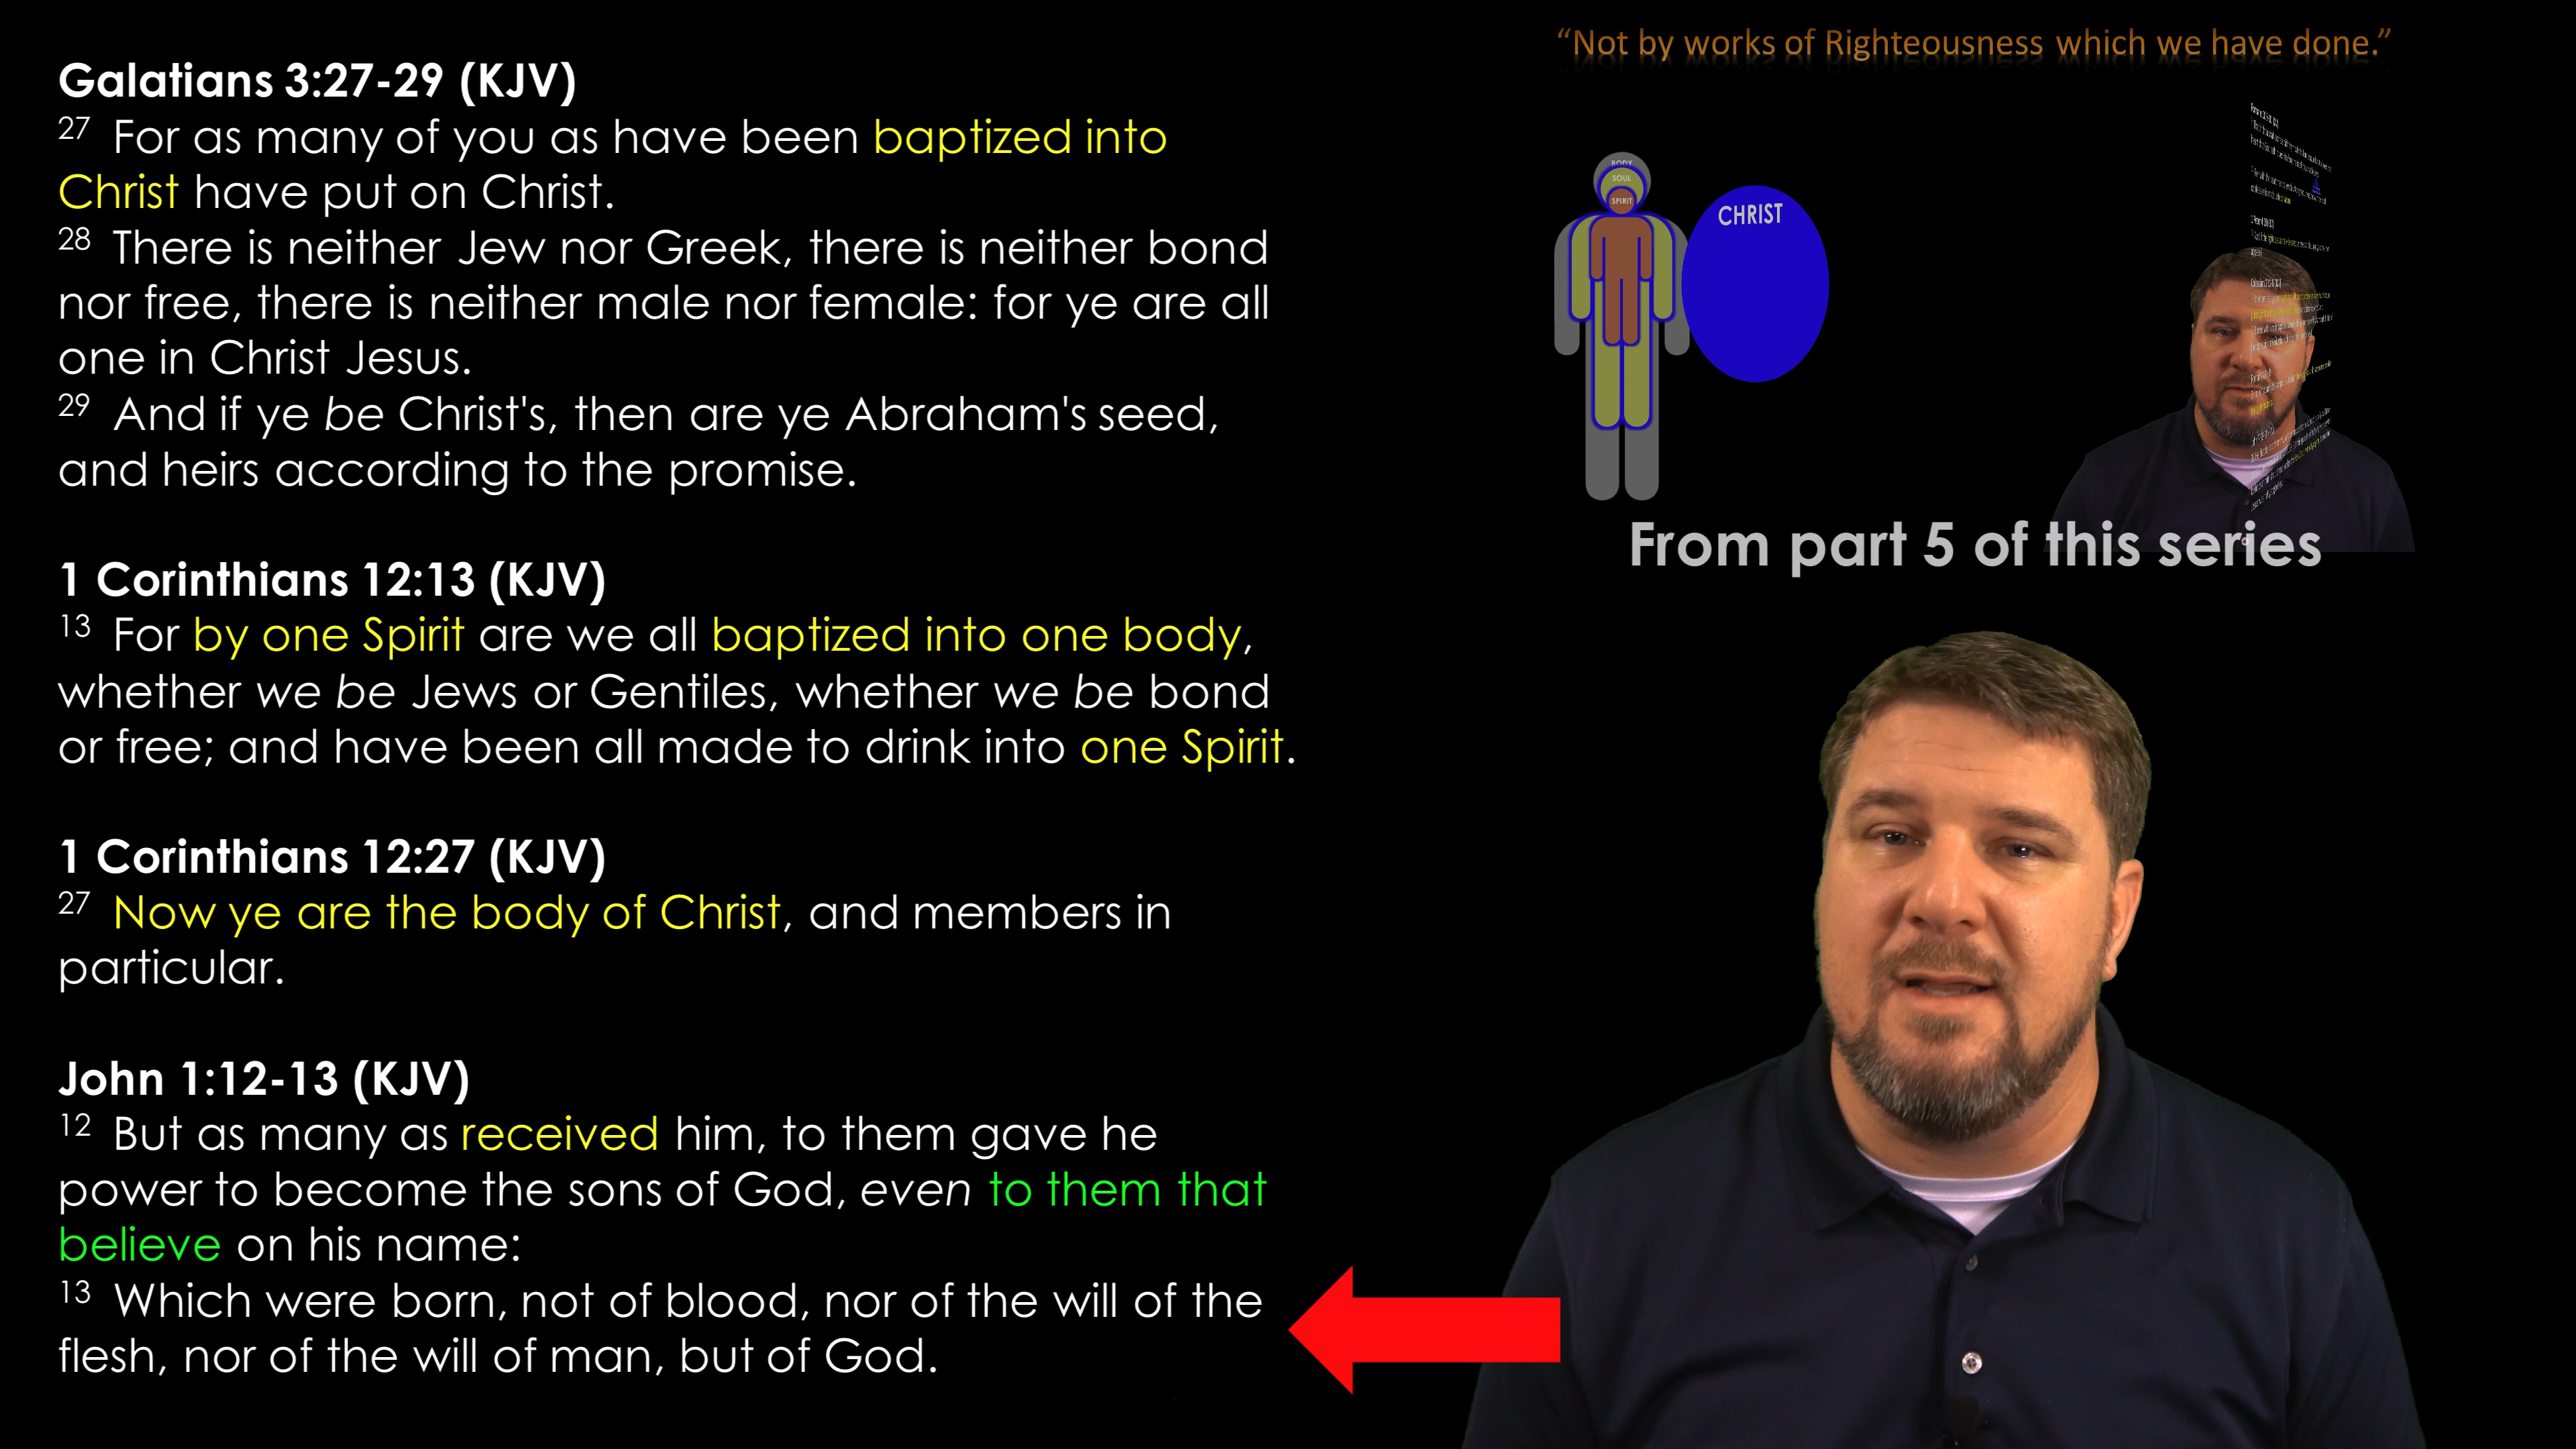 Galatians 3:27-29 (KJV)
27 For as many of you as have been baptized into
Christ have put on Christ.
28 There is neither Jew nor Greek, there is neither bond
nor free, there is neither male nor female: for ye are all
one in Christ Jesus.
29 And if ye be Christ's, then are ye Abraham's seed,
and heirs according to the promise.
1 Corinthians 12:13 (KJV)
13 For by one Spirit are we all baptized into one body,
whether we be Jews or Gentiles, whether we be bond
or free; and have been all made to drink into one Spirit.
1 Corinthians 12:27 (KJV)
27 Now ye are the body of Christ, and members in
particular.
John 1:12-13 (KJV)
12 But as many as received him, to them gave he
power to become the sons of God, even to them that
believe on his name:
13 Which were born, not of blood, nor of the will of the
flesh, nor of the will of man, but of God.
“Not by works of Righteousness which we have done.”
BODY
SOUL
SPIRIT
CHRIST
From part 5 of this series